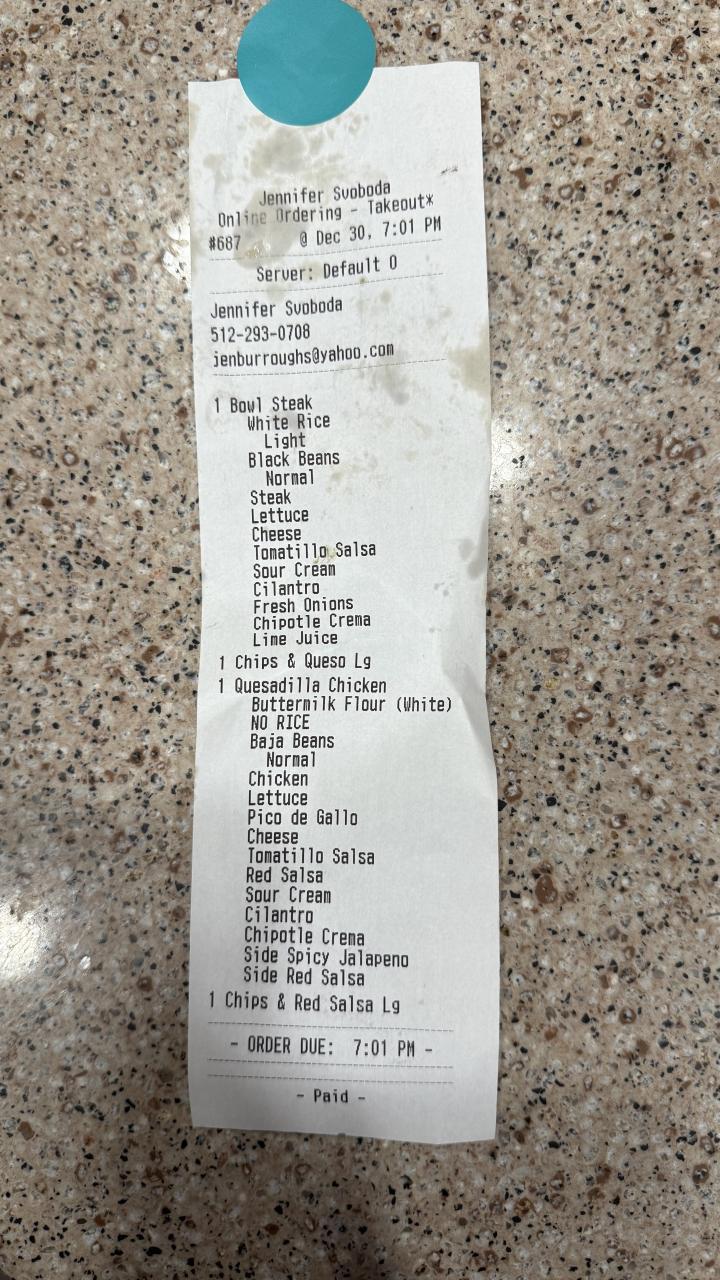 Jennifer Svoboda
Online Ordering - Takeout*
#687 @ Dec 30, 7:01 PM
Server: Default O
Jennifer Svoboda
512-293-0708
jenburroughs@yahoo.com
1 Bowl Steak
White Rice
Light
Black Beans
Normal
Steak
Lettuce
Cheese
Tomatillo Salsa
Sour Cream
Cilantro
Fresh Onions
Chipotle Crema
Lime Juice
1 Chips & Queso Lg
1 Quesadilla Chicken
Buttermilk Flour (White)
NO RICE
Baja Beans
Normal
Chicken
Lettuce
Pico de Gallo
Cheese
Tomatillo Salsa
Red Salsa
Sour Cream
Cilantro
Chipotle Crema
Side Spicy Jalapeno
Side Red Salsa
1 Chips & Red Salsa Lg
- ORDER DUE: 7:01 PM -
- Paid -